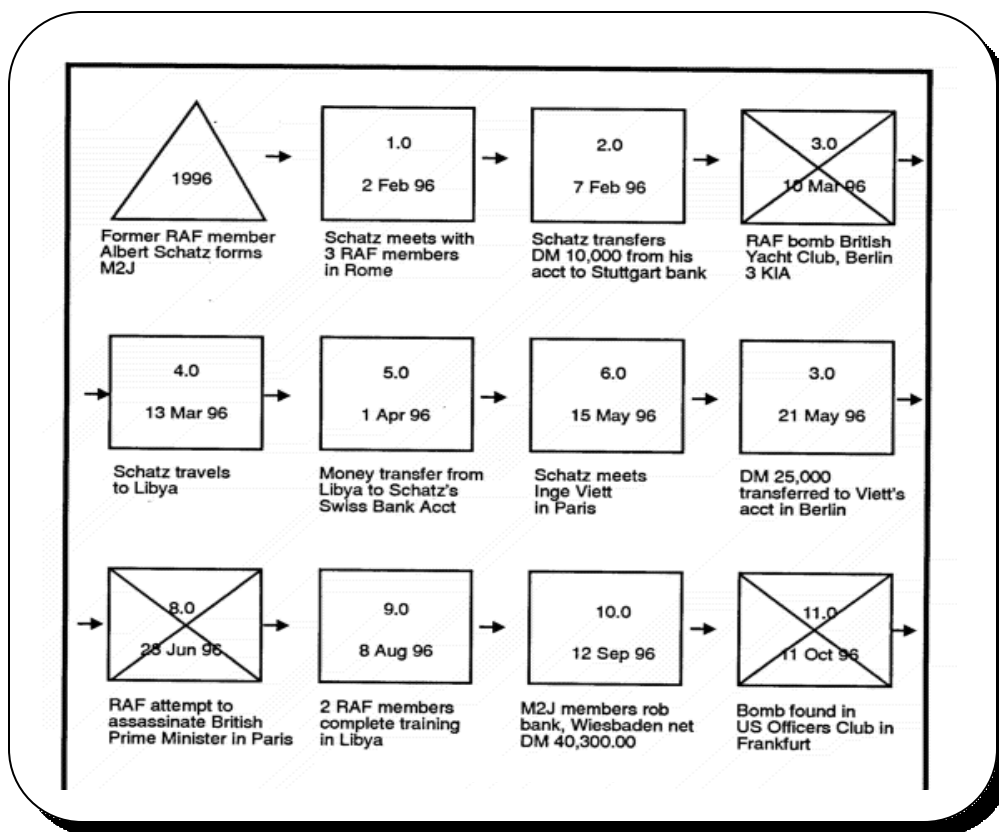 1996
Former RAF member
Albert Schatz forms
M2J
1.0
2 Feb 96
Schatz meets with
3 RAF members
in Rome
2.0
7 Feb 96
Schatz transfers
DM 10,000 from his
acct to Stuttgart bank
3.0
10 Mar 96
RAF bomb British
Yacht Club, Berlin
3 KIA
4.0
13 Mar 96
Schatz travels
to Libya
5.0
1 Apr 96
Money transfer from
Libya to Schatz's
Swiss Bank Acct
6.0
15 May 96
Schatz meets
Inge Viett
in Paris
3.0
21 May 96
DM 25,000
transferred to Viett's
acct in Berlin
8.0
Jun 96
RAF attempt to
assassinate British
Prime Minister in Paris
9.0
8 Aug 96
2 RAF members
complete training
in Libya
10.0
12 Sep 96
M2J members rob
bank, Wiesbaden net
DM 40,300.00
11.0
11 Oct 96
Bomb found in
US Officers Club in
Frankfurt